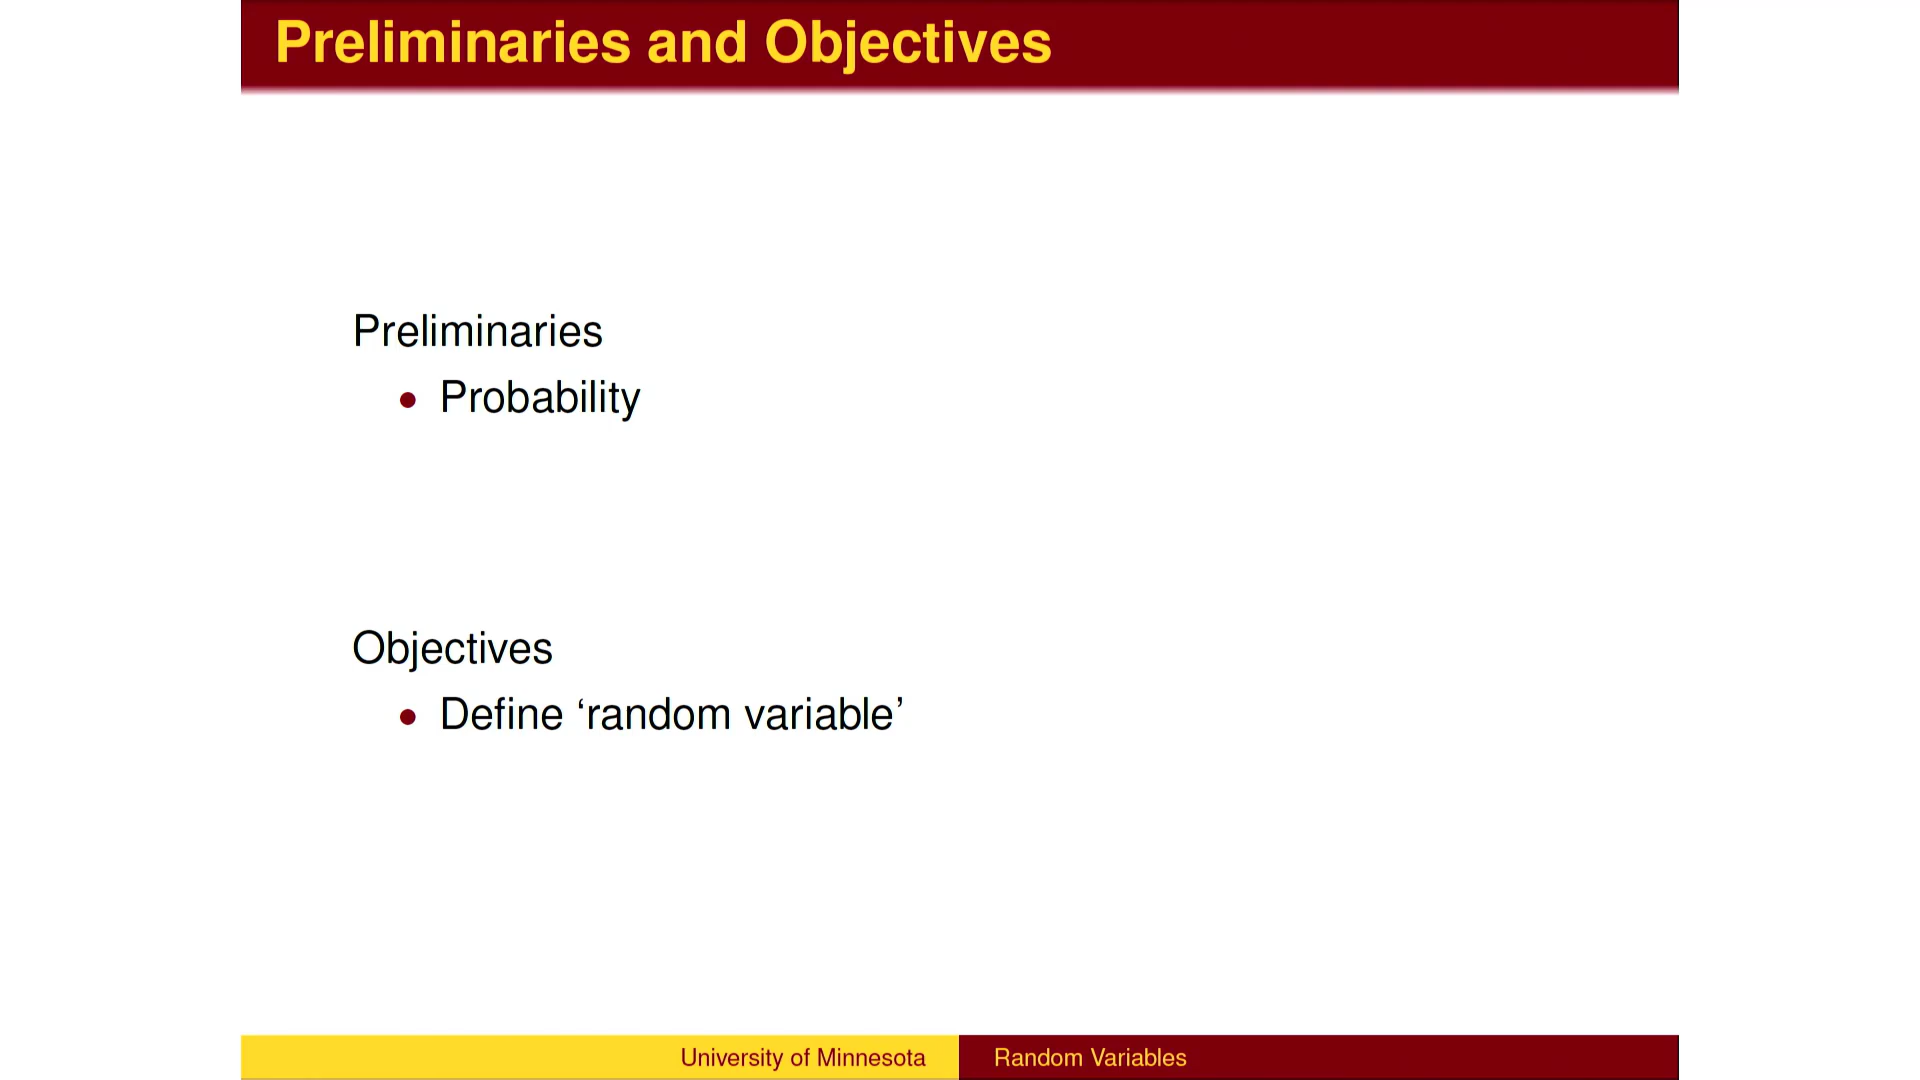 Preliminaries and Objectives
Preliminaries
• Probability
Objectives
• Define ‘random variable’
University of Minnesota
Random Variables